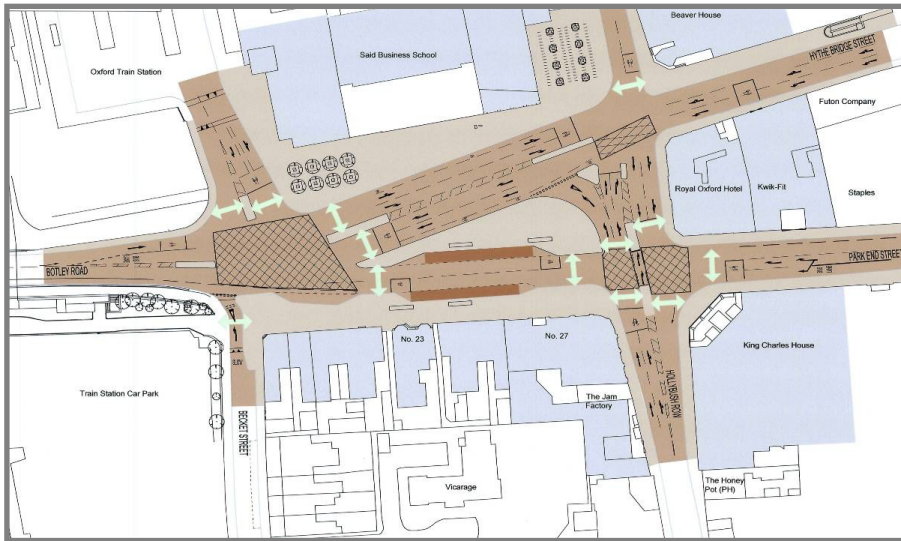 Beaver House
Oxford Train Station
Said Business School
HYTHE BRIDGE STREET
Futon Company
Royal Oxford Hotel
Kwik-Fit
Staples
BOTLEY ROAD
PARK END STREET
No. 23
No. 27
King Charles House
Train Station Car Park
The Jam
Factory
HOLLYBUSH ROW
BECKET STREET
Vicarage
The Honey
Pot (PH)